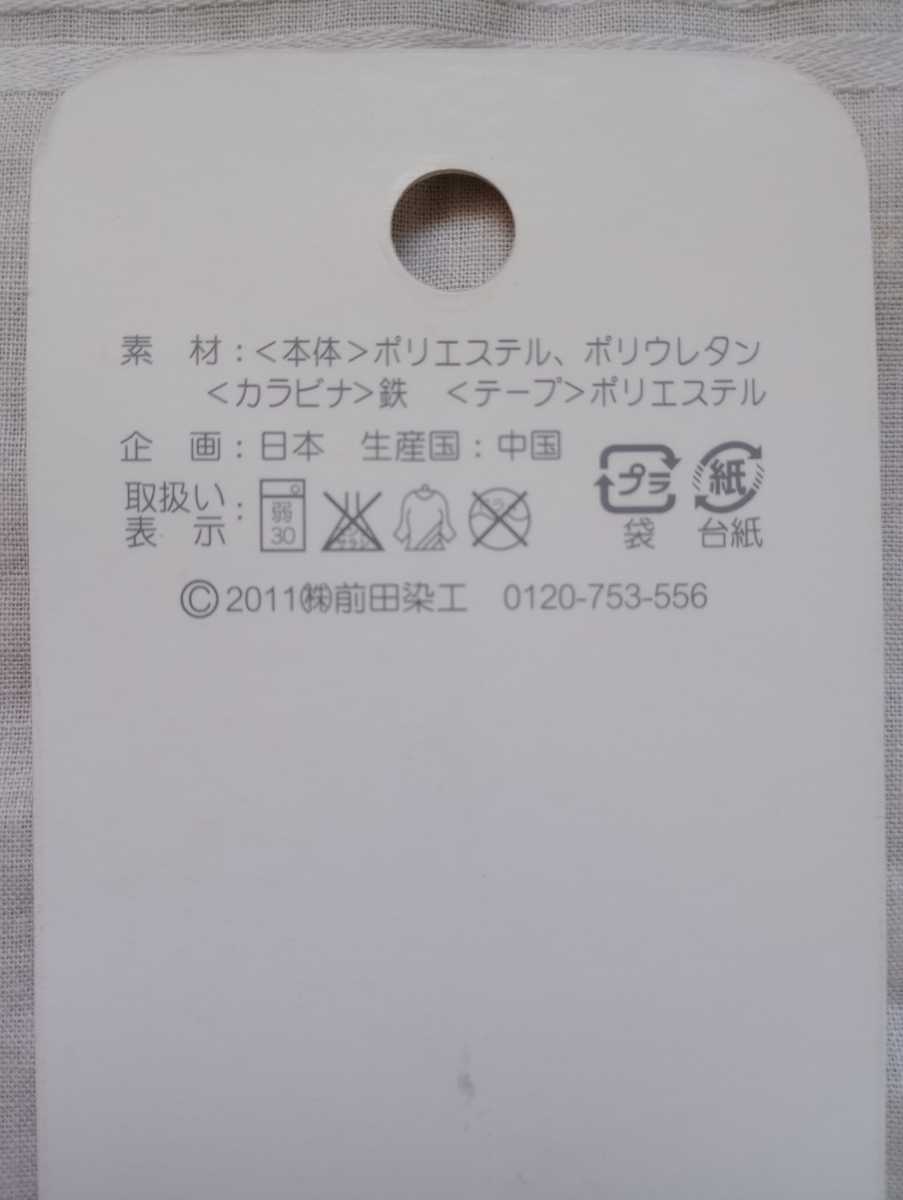 素 材：＜本体＞ポリエステル、ポリウレタン
＜カラビナ＞鉄 ＜テープ＞ポリエステル
企 画：日本 生産国：中国
取扱い表示：
弱
30
プラ
袋
紙
台紙
©2011㈱前田染工 0120-753-556